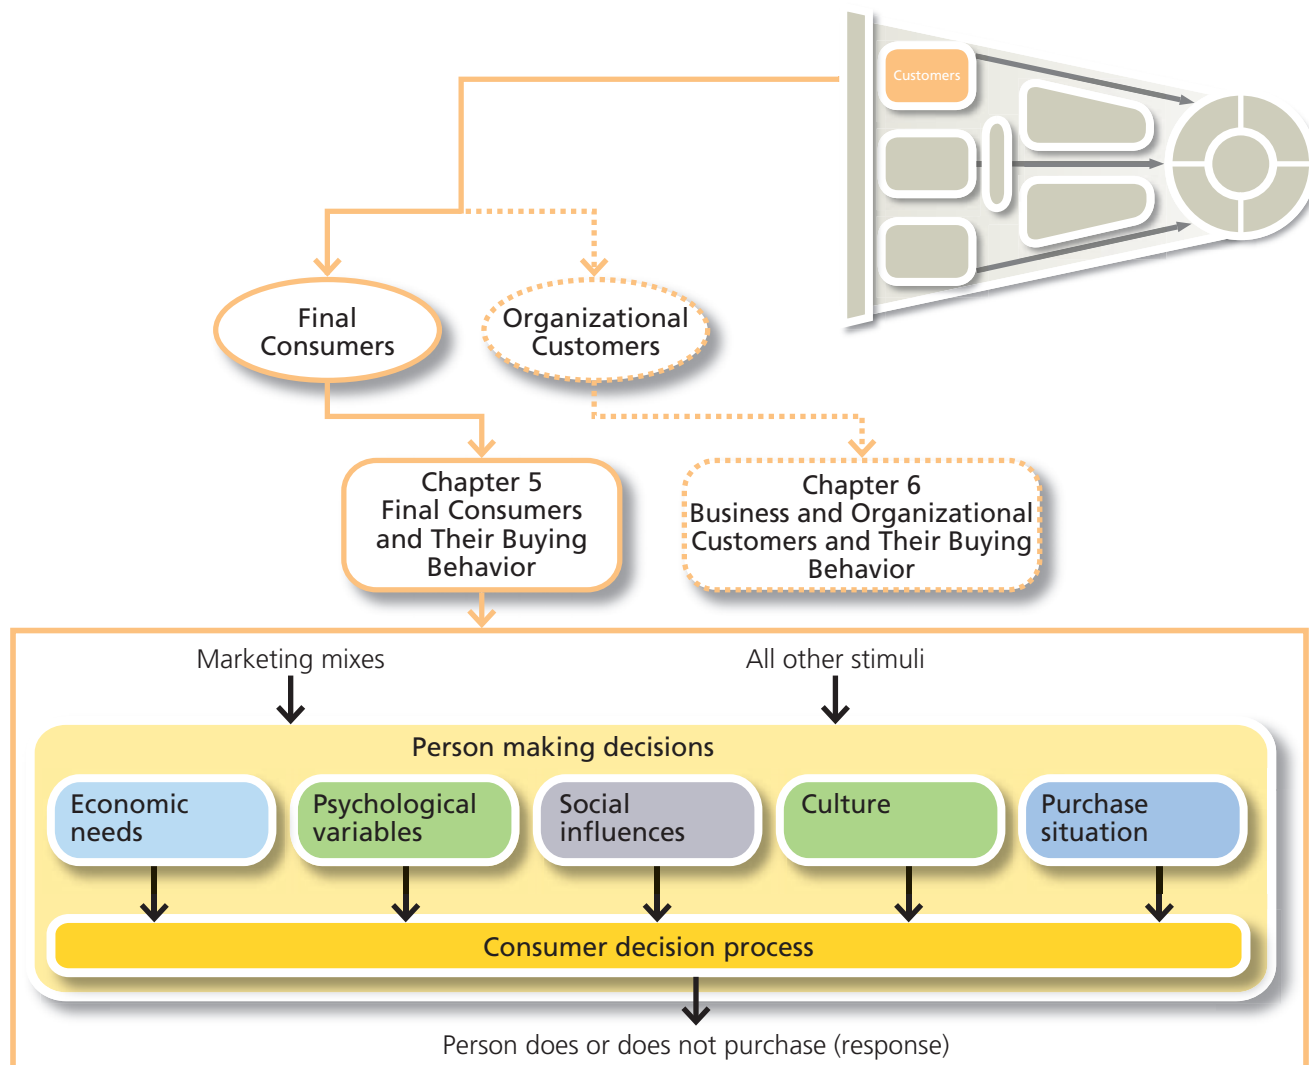 Customers
Final
Consumers
Organizational
Customers
Chapter 5
Final Consumers
and Their Buying
Behavior
Chapter 6
Business and Organizational
Customers and Their Buying
Behavior
Marketing mixes
All other stimuli
Person making decisions
Economic
needs
Psychological
variables
Social
influences
Culture
Purchase
situation
Consumer decision process
Person does or does not purchase (response)